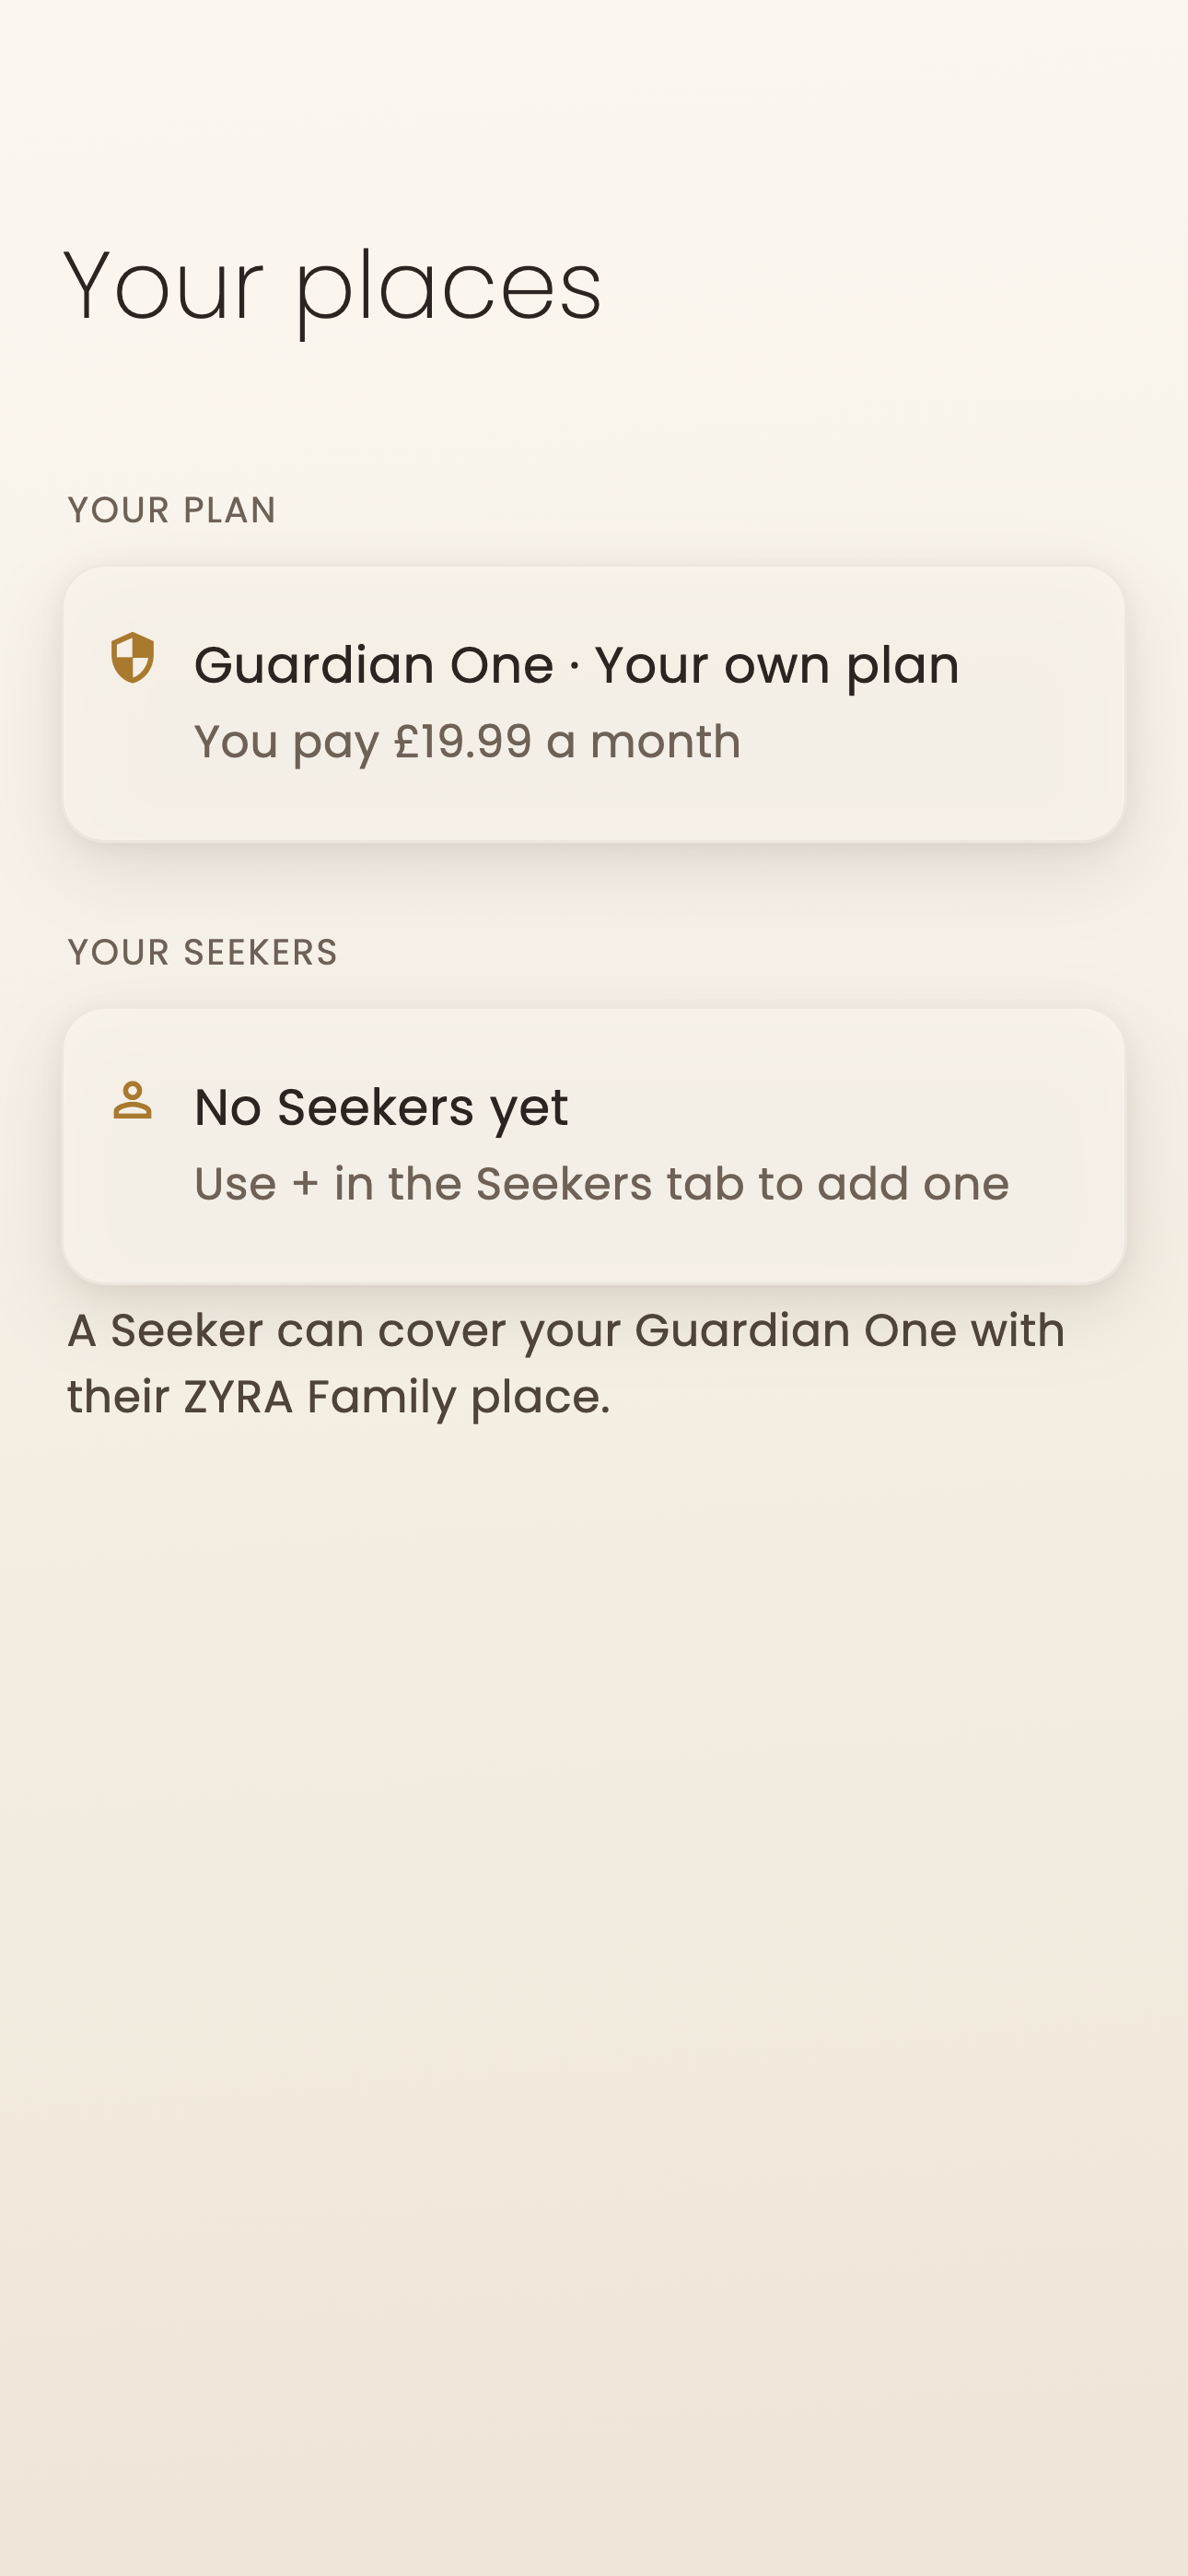 Your places
YOUR PLAN
Guardian One · Your own plan
You pay £19.99 a month
YOUR SEEKERS
No Seekers yet
Use + in the Seekers tab to add one
A Seeker can cover your Guardian One with
their ZYRA Family place.